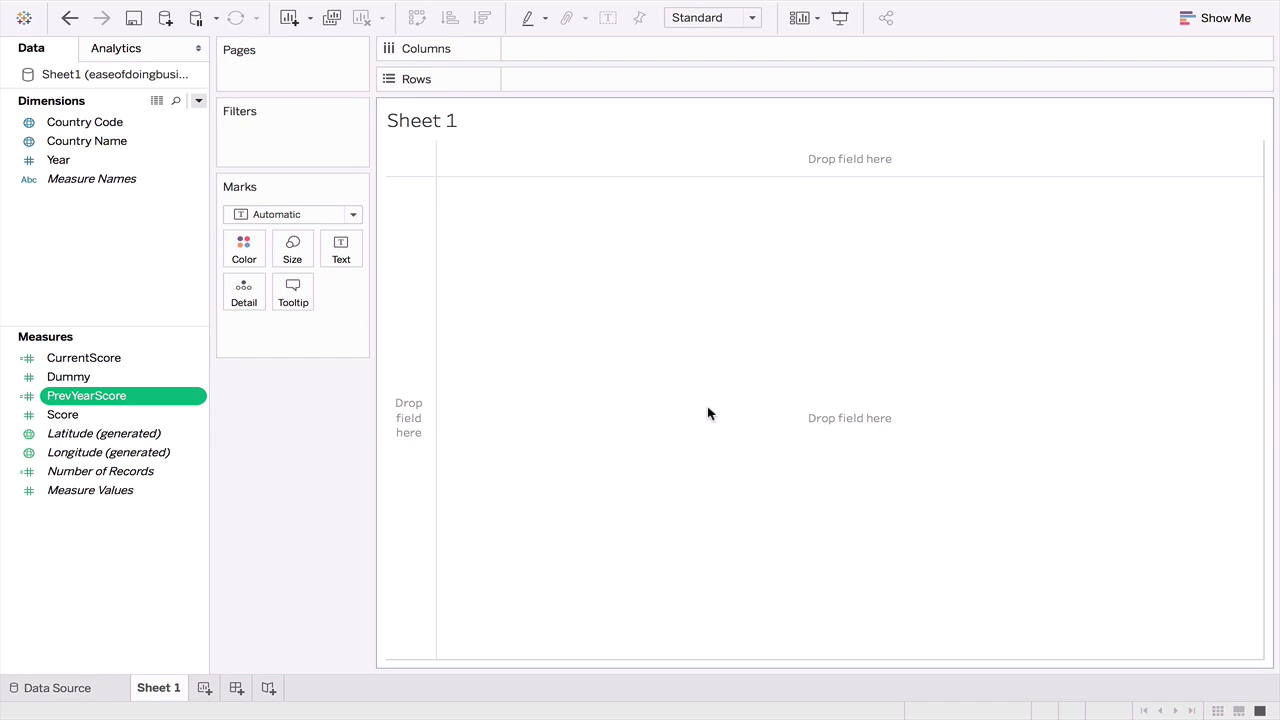 Standard
Show Me
Data
Analytics
Sheet1 (easeofdoingbusi...
Dimensions
Country Code
Country Name
Year
Abc Measure Names
Measures
CurrentScore
Dummy
PrevYearScore
Score
Latitude (generated)
Longitude (generated)
Number of Records
Measure Values
Pages
Filters
Marks
T Automatic
Color
Size
T Text
Detail
Tooltip
Columns
Rows
Sheet 1
Drop field here
Drop
field
here
Drop field here
Data Source
Sheet 1